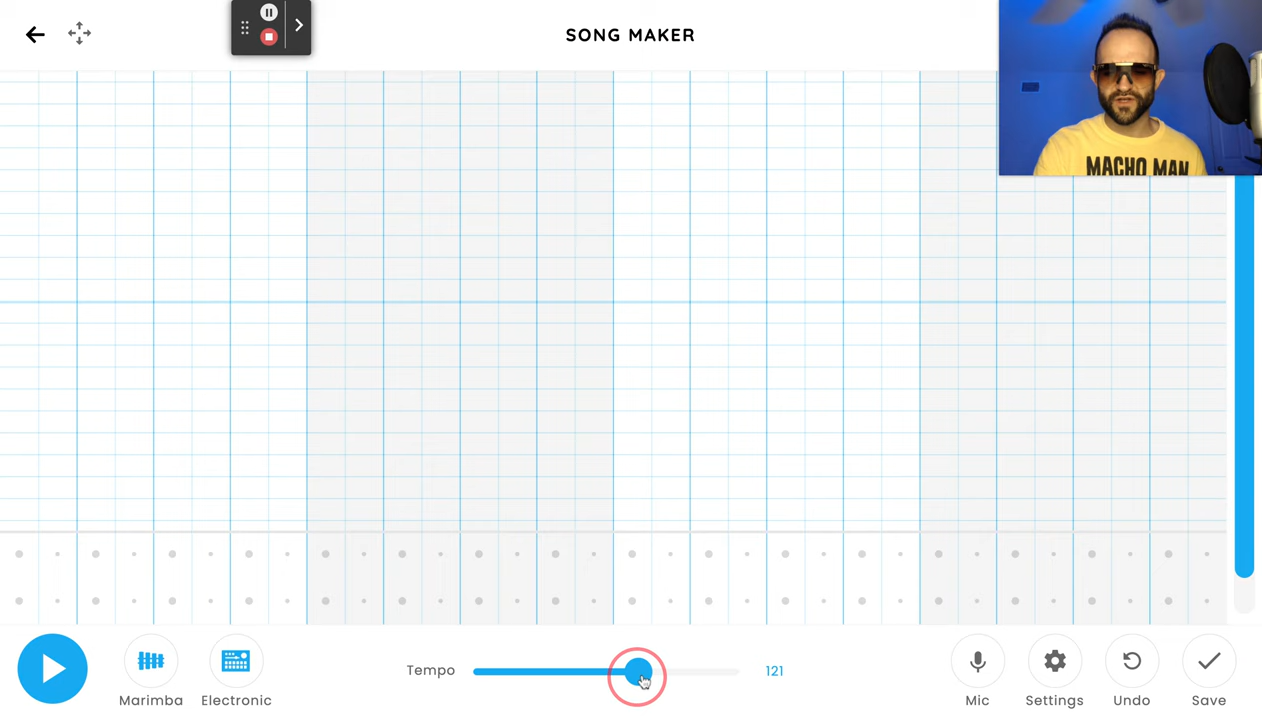 SONG MAKER
MACHO MAN
Tempo
121
Marimba
Electronic
Mic
Settings
Undo
Save